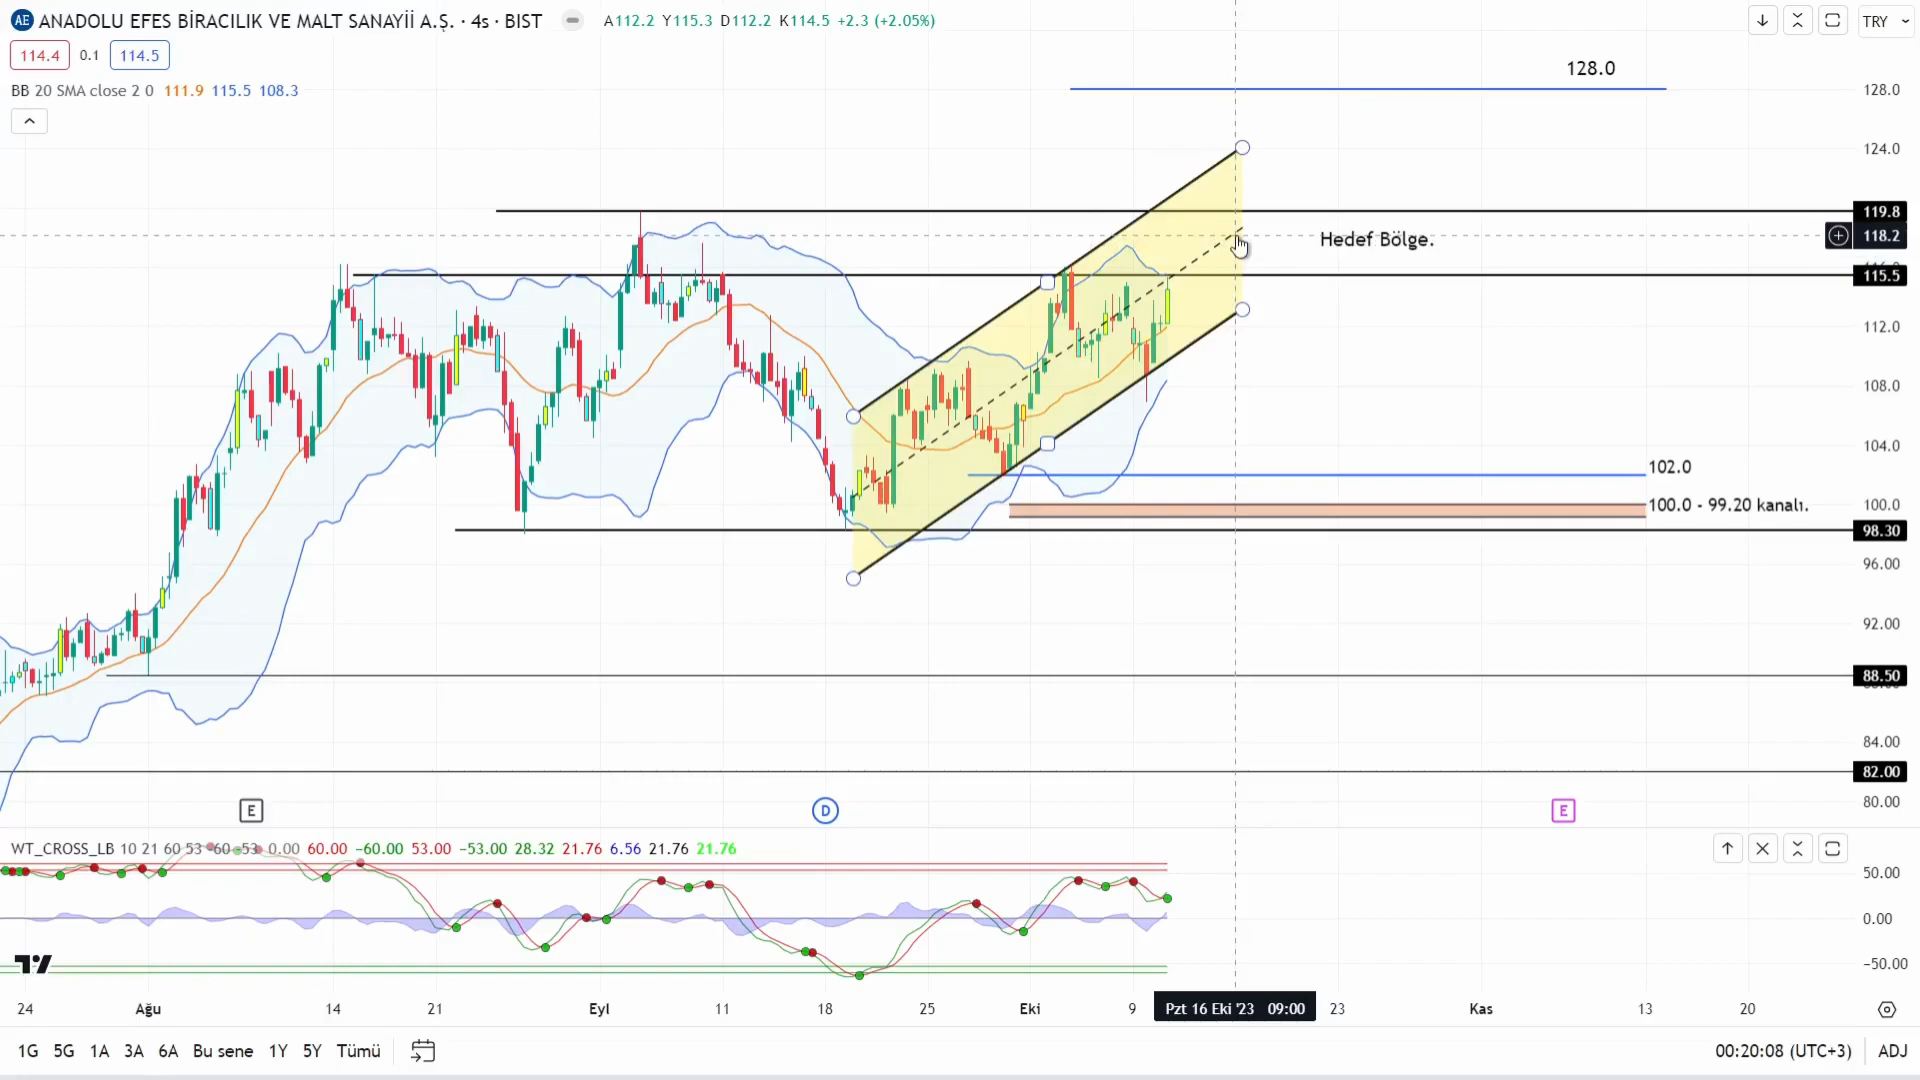 AE ANADOLU EFES BİRACILIK VE MALT SANAYİİ A.Ş. · 4s · BIST A112.2 Y115.3 D112.2 K114.5 +2.3 (+2.05%)
TRY
114.4 0.1 114.5
BB 20 SMA close 2 0 111.9 115.5 108.3
128.0
128.0
124.0
119.8
118.2
Hedef Bölge.
115.5
112.0
108.0
104.0
102.0
100.0 - 99.20 kanalı.
100.0
98.30
96.00
92.00
88.50
84.00
82.00
80.00
E
D
E
WT_CROSS_LB 10 21 60 53 -60 -53 0.00 60.00 −60.00 53.00 −53.00 28.32 21.76 6.56 21.76 21.76
50.00
0.00
−50.00
24 Ağu 14 21 Eyl 11 18 25 Eki 9 Pzt 16 Eki '23 09:00 23 Kas 13 20
1G 5G 1A 3A 6A Bu sene 1Y 5Y Tümü
00:20:08 (UTC+3) ADJ